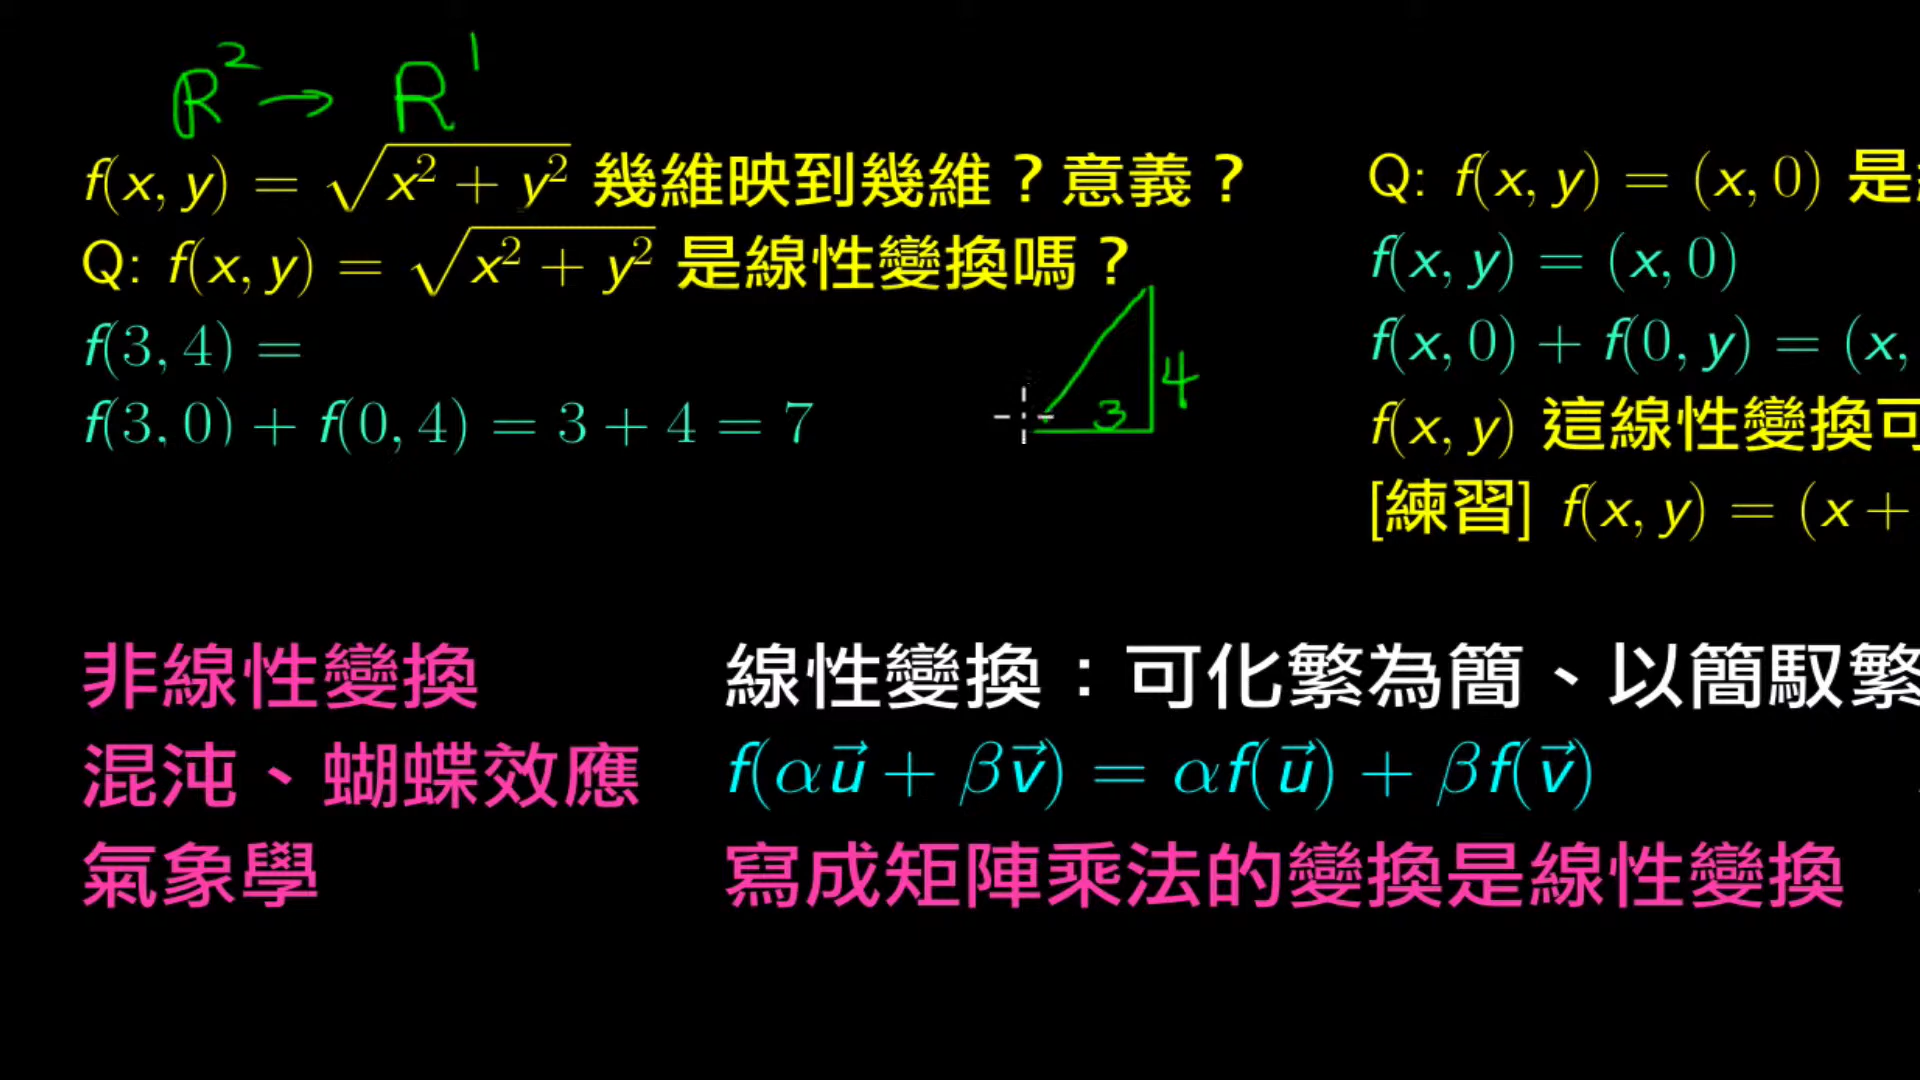 R² → R¹
f(x, y) = √(x² + y²) 幾維映到幾維？意義？
Q: f(x, y) = √(x² + y²) 是線性變換嗎？
f(3, 4) =
f(3, 0) + f(0, 4) = 3 + 4 = 7
3
4
Q: f(x, y) = (x, 0) 是
f(x, y) = (x, 0)
f(x, 0) + f(0, y) = (x,
f(x, y) 這線性變換可
[練習] f(x, y) = (x +
非線性變換
混沌、蝴蝶效應
氣象學
線性變換：可化繁為簡、以簡馭繁
f(αu⃗ + βv⃗) = αf(u⃗) + βf(v⃗)
寫成矩陣乘法的變換是線性變換